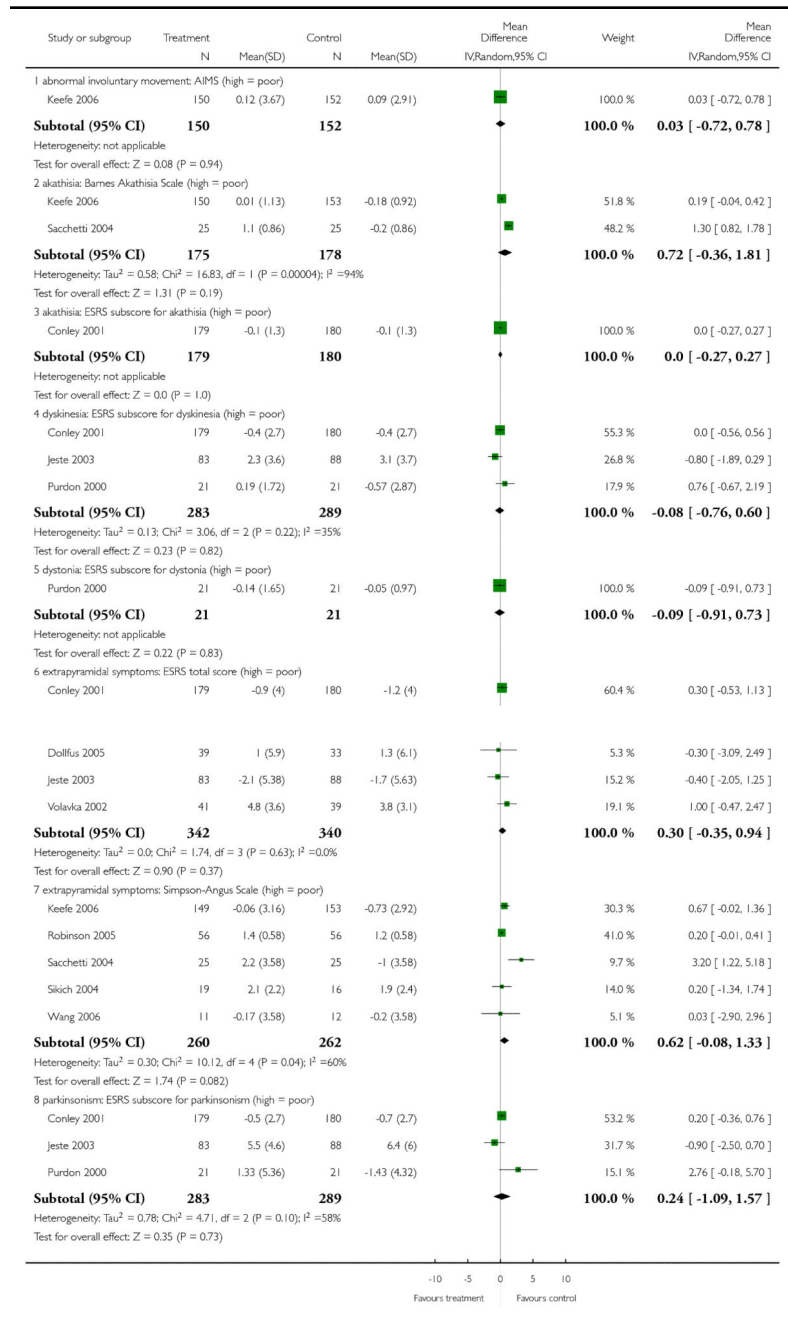 Study or subgroup Treatment Control Mean Difference Weight Mean Difference
N Mean(SD) N Mean(SD) IV,Random,95% CI IV,Random,95% CI
1 abnormal involuntary movement: AIMS (high = poor)
Keefe 2006 150 0.12 (3.67) 152 0.09 (2.91) 100.0 % 0.03 [ -0.72, 0.78 ]
Subtotal (95% CI) 150 152 100.0 % 0.03 [ -0.72, 0.78 ]
Heterogeneity: not applicable
Test for overall effect: Z = 0.08 (P = 0.94)
2 akathisia: Barnes Akathisia Scale (high = poor)
Keefe 2006 150 0.01 (1.13) 153 -0.18 (0.92) 51.8 % 0.19 [ -0.04, 0.42 ]
Sacchetti 2004 25 1.1 (0.86) 25 -0.2 (0.86) 48.2 % 1.30 [ 0.82, 1.78 ]
Subtotal (95% CI) 175 178 100.0 % 0.72 [ -0.36, 1.81 ]
Heterogeneity: Tau² = 0.58; Chi² = 16.83, df = 1 (P = 0.00004); I² =94%
Test for overall effect: Z = 1.31 (P = 0.19)
3 akathisia: ESRS subscore for akathisia (high = poor)
Conley 2001 179 -0.1 (1.3) 180 -0.1 (1.3) 100.0 % 0.0 [ -0.27, 0.27 ]
Subtotal (95% CI) 179 180 100.0 % 0.0 [ -0.27, 0.27 ]
Heterogeneity: not applicable
Test for overall effect: Z = 0.0 (P = 1.0)
4 dyskinesia: ESRS subscore for dyskinesia (high = poor)
Conley 2001 179 -0.4 (2.7) 180 -0.4 (2.7) 55.3 % 0.0 [ -0.56, 0.56 ]
Jeste 2003 83 2.3 (3.6) 88 3.1 (3.7) 26.8 % -0.80 [ -1.89, 0.29 ]
Purdon 2000 21 0.19 (1.72) 21 -0.57 (2.87) 17.9 % 0.76 [ -0.67, 2.19 ]
Subtotal (95% CI) 283 289 100.0 % -0.08 [ -0.76, 0.60 ]
Heterogeneity: Tau² = 0.13; Chi² = 3.06, df = 2 (P = 0.22); I² =35%
Test for overall effect: Z = 0.23 (P = 0.82)
5 dystonia: ESRS subscore for dystonia (high = poor)
Purdon 2000 21 -0.14 (1.65) 21 -0.05 (0.97) 100.0 % -0.09 [ -0.91, 0.73 ]
Subtotal (95% CI) 21 21 100.0 % -0.09 [ -0.91, 0.73 ]
Heterogeneity: not applicable
Test for overall effect: Z = 0.22 (P = 0.83)
6 extrapyramidal symptoms: ESRS total score (high = poor)
Conley 2001 179 -0.9 (4) 180 -1.2 (4) 60.4 % 0.30 [ -0.53, 1.13 ]
Dollfus 2005 39 1 (5.9) 33 1.3 (6.1) 5.3 % -0.30 [ -3.09, 2.49 ]
Jeste 2003 83 -2.1 (5.38) 88 -1.7 (5.63) 15.2 % -0.40 [ -2.05, 1.25 ]
Volavka 2002 41 4.8 (3.6) 39 3.8 (3.1) 19.1 % 1.00 [ -0.47, 2.47 ]
Subtotal (95% CI) 342 340 100.0 % 0.30 [ -0.35, 0.94 ]
Heterogeneity: Tau² = 0.0; Chi² = 1.74, df = 3 (P = 0.63); I² =0.0%
Test for overall effect: Z = 0.90 (P = 0.37)
7 extrapyramidal symptoms: Simpson-Angus Scale (high = poor)
Keefe 2006 149 -0.06 (3.16) 153 -0.73 (2.92) 30.3 % 0.67 [ -0.02, 1.36 ]
Robinson 2005 56 1.4 (0.58) 56 1.2 (0.58) 41.0 % 0.20 [ -0.01, 0.41 ]
Sacchetti 2004 25 2.2 (3.58) 25 -1 (3.58) 9.7 % 3.20 [ 1.22, 5.18 ]
Sikich 2004 19 2.1 (2.2) 16 1.9 (2.4) 14.0 % 0.20 [ -1.34, 1.74 ]
Wang 2006 11 -0.17 (3.58) 12 -0.2 (3.58) 5.1 % 0.03 [ -2.90, 2.96 ]
Subtotal (95% CI) 260 262 100.0 % 0.62 [ -0.08, 1.33 ]
Heterogeneity: Tau² = 0.30; Chi² = 10.12, df = 4 (P = 0.04); I² =60%
Test for overall effect: Z = 1.74 (P = 0.082)
8 parkinsonism: ESRS subscore for parkinsonism (high = poor)
Conley 2001 179 -0.5 (2.7) 180 -0.7 (2.7) 53.2 % 0.20 [ -0.36, 0.76 ]
Jeste 2003 83 5.5 (4.6) 88 6.4 (6) 31.7 % -0.90 [ -2.50, 0.70 ]
Purdon 2000 21 1.33 (5.36) 21 -1.43 (4.32) 15.1 % 2.76 [ -0.18, 5.70 ]
Subtotal (95% CI) 283 289 100.0 % 0.24 [ -1.09, 1.57 ]
Heterogeneity: Tau² = 0.78; Chi² = 4.71, df = 2 (P = 0.10); I² =58%
Test for overall effect: Z = 0.35 (P = 0.73)
-10 -5 0 5 10
Favours treatment Favours control